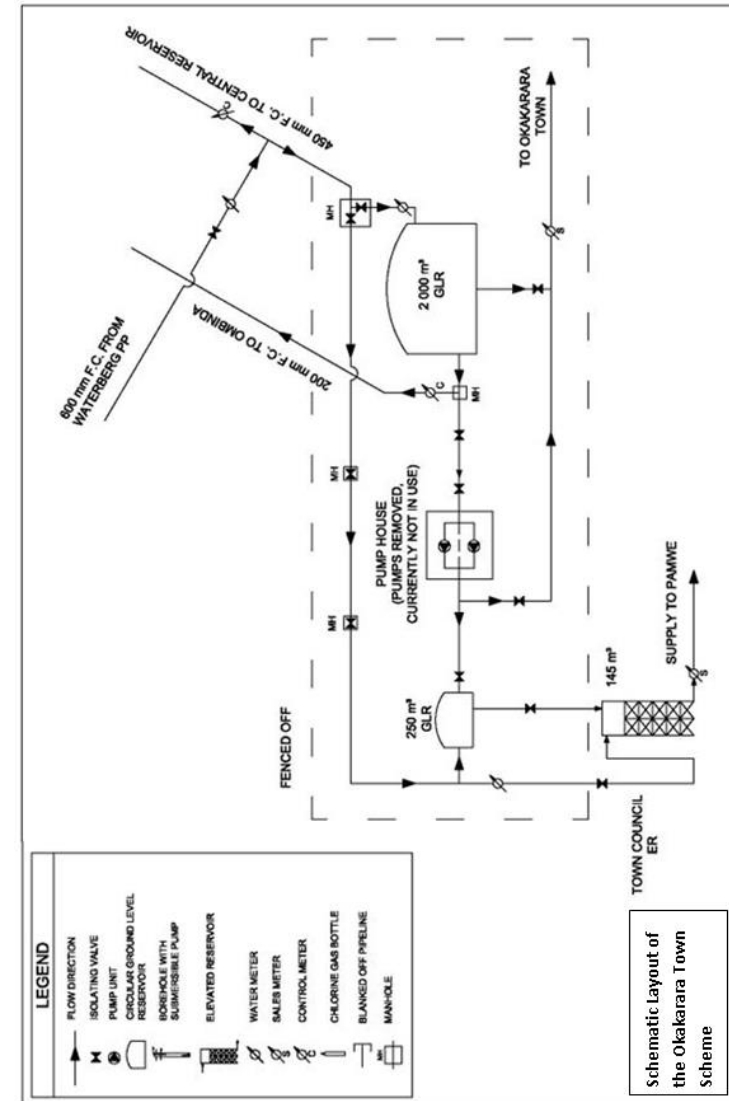 450 mm F.C. TO CENTRAL RESERVOIR
C
600 mm F.C. FROM
WATERBERG PP
200 mm F.C. TO OMBINDA
TO OKAKARARA
TOWN
MH
2 000 m³
GLR
S
C
MH
MH
PUMP HOUSE
(PUMPS REMOVED,
CURRENTLY NOT IN USE)
MH
FENCED OFF
250 m³
GLR
145 m³
SUPPLY TO PAMWE
S
TOWN COUNCIL
ER
LEGEND
FLOW DIRECTION
ISOLATING VALVE
PUMP UNIT
CIRCULAR GROUND LEVEL
RESERVOIR
BOREHOLE WITH
SUBMERSIBLE PUMP
ELEVATED RESERVOIR
WATER METER
S
SALES METER
C
CONTROL METER
CHLORINE GAS BOTTLE
BLANKED OFF PIPELINE
MH
MANHOLE
Schematic Layout of
the Okakarara Town
Scheme